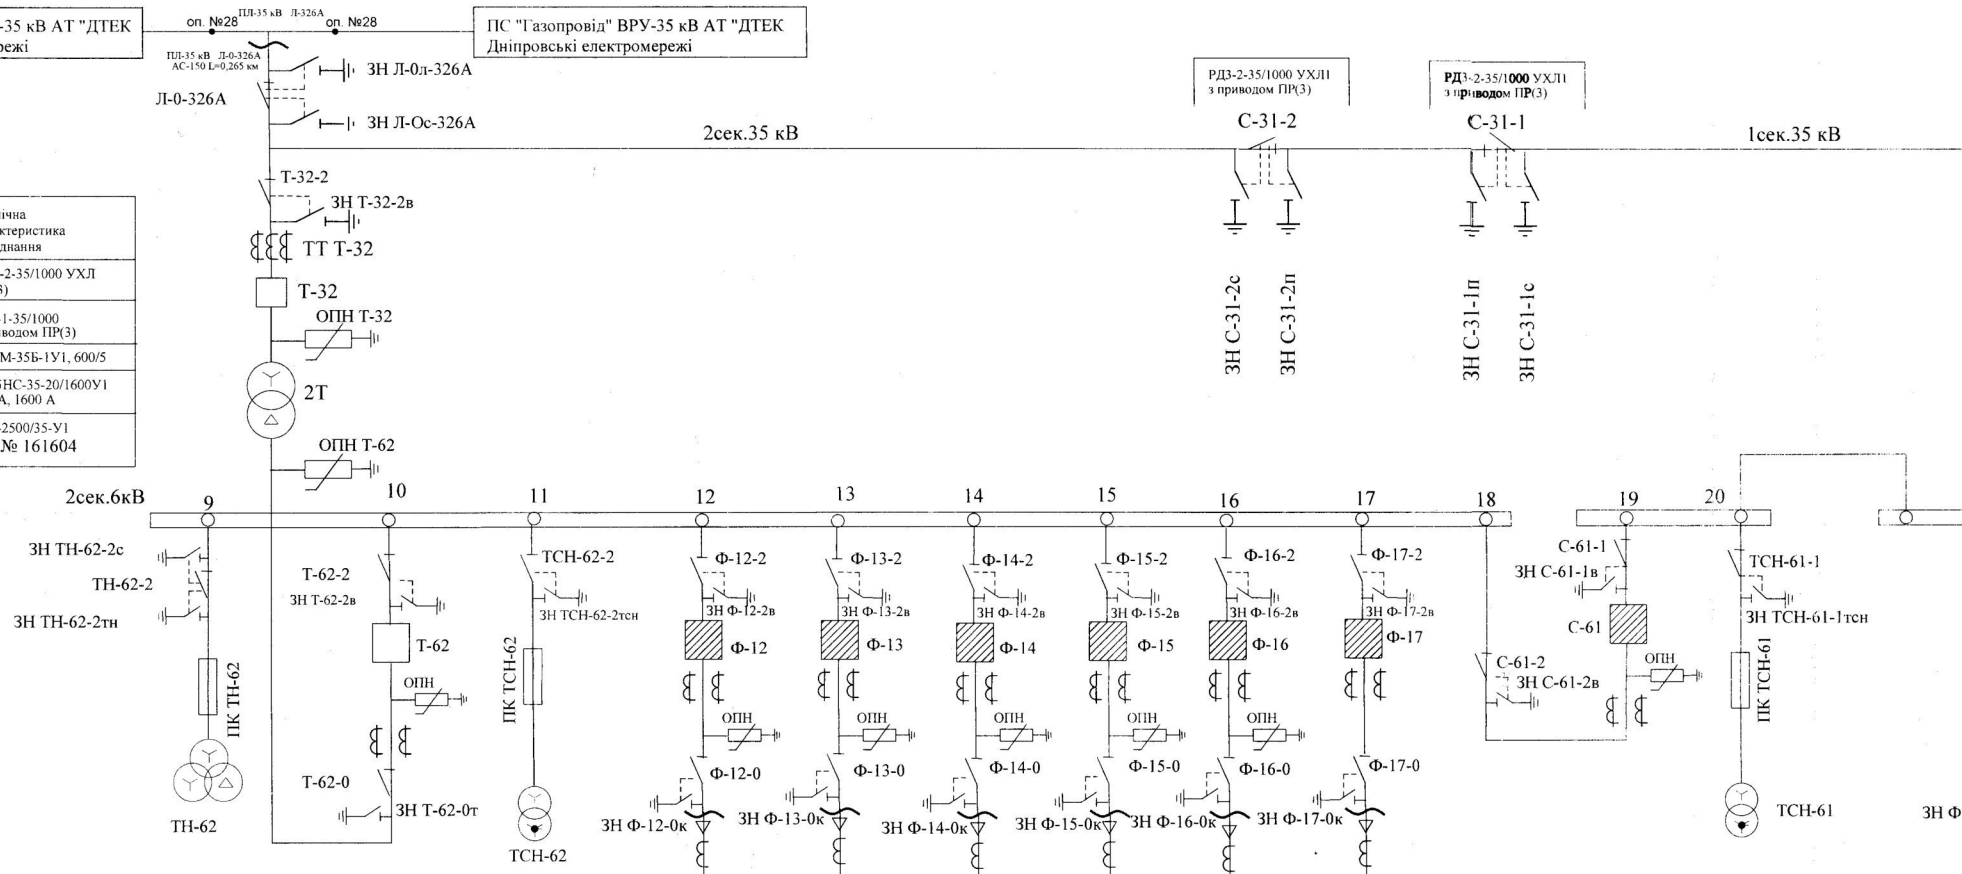 -35 кВ АТ "ДТЕК
режі
оп. №28
ПЛ-35 кВ Л-326А
оп. №28
ПС "Газопровід" ВРУ-35 кВ АТ "ДТЕК
Дніпровські електромережі
ПЛ-35 кВ Л-0-326А
АС-150 L=0,265 км
ЗН Л-0л-326А
Л-0-326А
ЗН Л-Ос-326А
РДЗ-2-35/1000 УХЛ1
з приводом ПР(3)
С-31-2
РДЗ-2-35/1000 УХЛ1
з приводом ПР(3)
С-31-1
2сек.35 кВ
1сек.35 кВ
Т-32-2
ЗН Т-32-2в
ТТ Т-32
Т-32
ОПН Т-32
2Т
ОПН Т-62
ЗН С-31-2с
ЗН С-31-2п
ЗН С-31-1п
ЗН С-31-1с
ічна
ктеристика
днання
-2-35/1000 УХЛ
3)
-1-35/1000
иводом ПР(3)
М-35Б-1У1, 600/5
БНС-35-20/1600У1
А, 1600 А
-2500/35-У1
№ 161604
2сек.6кВ
9
10
11
12
13
14
15
16
17
18
19
20
ЗН ТН-62-2с
ТН-62-2
ЗН ТН-62-2тн
ПК ТН-62
ТН-62
Т-62-2
ЗН Т-62-2в
Т-62
ОПН
Т-62-0
ЗН Т-62-0т
ТСН-62-2
ЗН ТСН-62-2тсн
ПК ТСН-62
ТСН-62
Ф-12-2
ЗН Ф-12-2в
Ф-12
ОПН
Ф-12-0
ЗН Ф-12-0к
Ф-13-2
ЗН Ф-13-2в
Ф-13
ОПН
Ф-13-0
ЗН Ф-13-0к
Ф-14-2
ЗН Ф-14-2в
Ф-14
ОПН
Ф-14-0
ЗН Ф-14-0к
Ф-15-2
ЗН Ф-15-2в
Ф-15
ОПН
Ф-15-0
ЗН Ф-15-0к
Ф-16-2
ЗН Ф-16-2в
Ф-16
ОПН
Ф-16-0
ЗН Ф-16-0к
Ф-17-2
ЗН Ф-17-2в
Ф-17
Ф-17-0
ЗН Ф-17-0к
С-61-2
ЗН С-61-2в
С-61-1
ЗН С-61-1в
С-61
ОПН
ТСН-61-1
ЗН ТСН-61-1тсн
ПК ТСН-61
ТСН-61
ЗН Ф